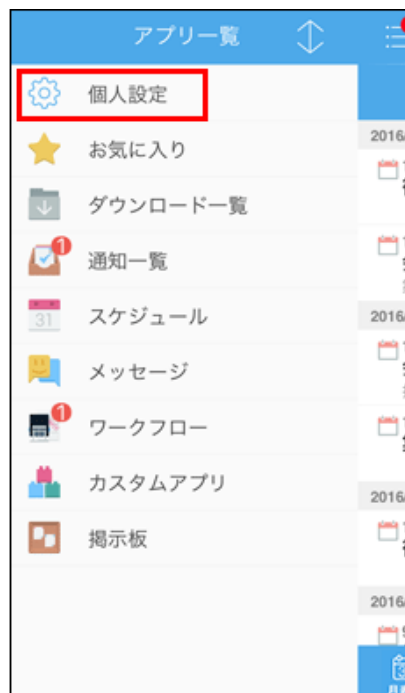 アプリ一覧
個人設定
お気に入り
ダウンロード一覧
1
通知一覧
31
スケジュール
メッセージ
1
ワークフロー
カスタムアプリ
掲示板
2016/
2016/
2016/
2016/